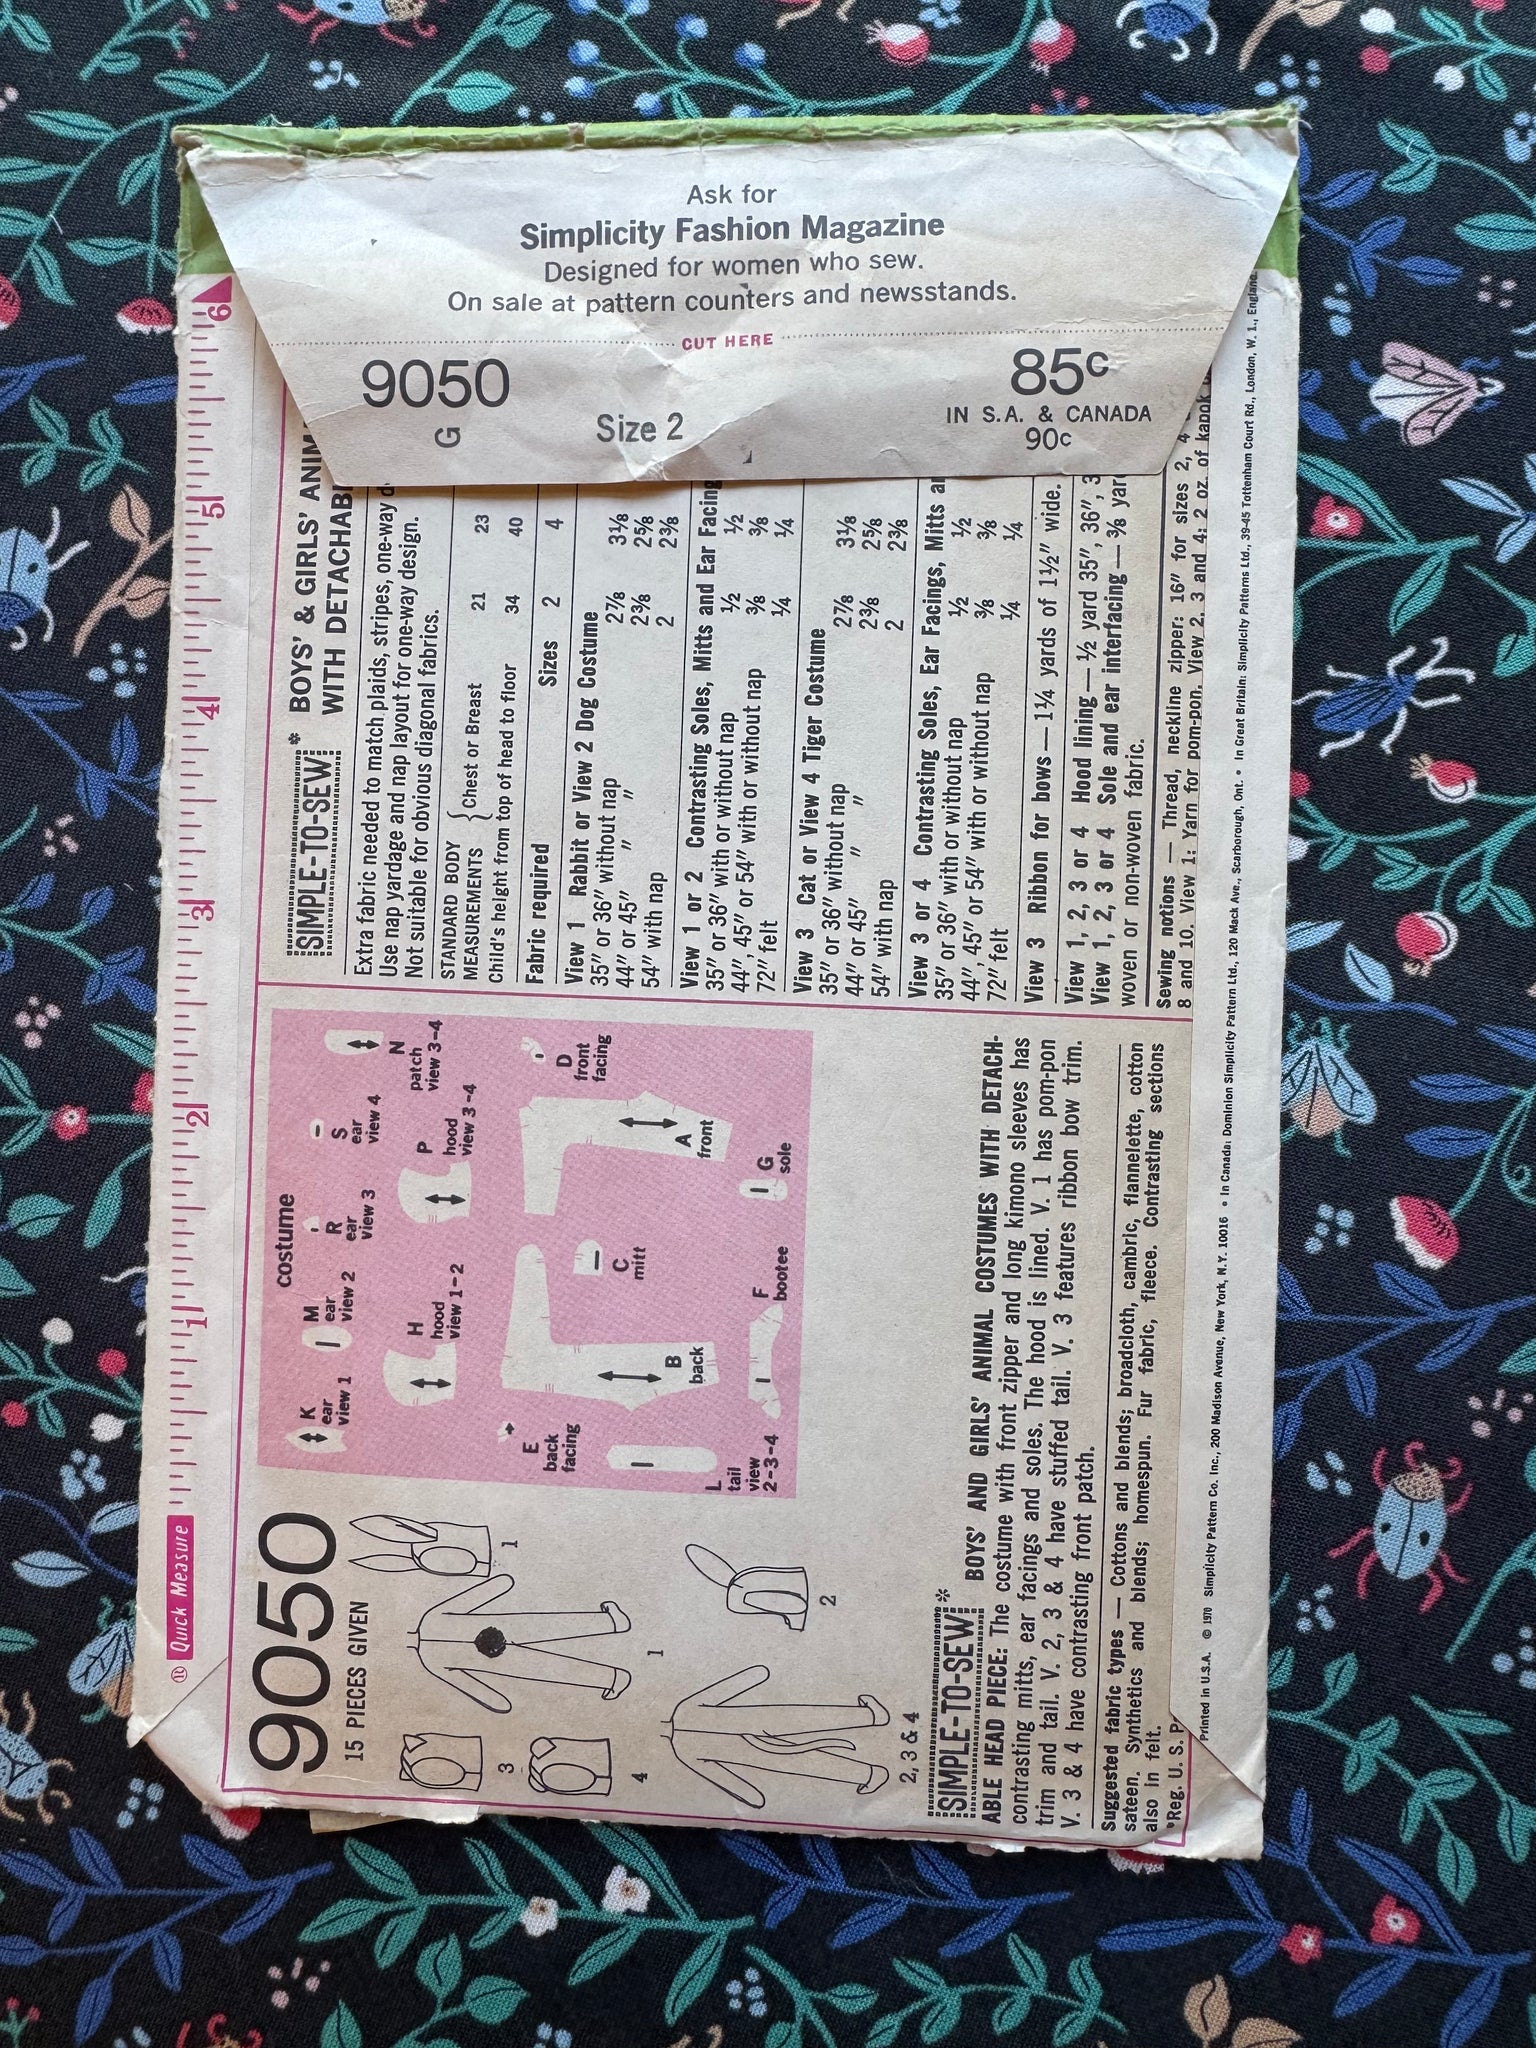 Ask for
Simplicity Fashion Magazine
Designed for women who sew.
On sale at pattern counters and newsstands.
CUT HERE
9050
G
Size 2
85c
IN S.A. & CANADA
90c
® Quick Measure
1 2 3 4 5 6
9050
15 PIECES GIVEN
1
1
2
3
4
2, 3 & 4
costume
K
ear
view 1
M
ear
view 2
R
ear
view 3
S
ear
view 4
N
patch
view 3-4
H
hood
view 1-2
P
hood
view 3-4
E
back
facing
B
back
C
mitt
A
front
D
front
facing
L
tail
view
2-3-4
F
bootee
G
sole
SIMPLE-TO-SEW!* BOYS' AND GIRLS' ANIMAL COSTUMES WITH DETACH-
ABLE HEAD PIECE: The costume with front zipper and long kimono sleeves has
contrasting mitts, ear facings and soles. The hood is lined. V. 1 has pom-pon
trim and tail. V. 2, 3 & 4 have stuffed tail. V. 3 features ribbon bow trim.
V. 3 & 4 have contrasting front patch.
Suggested fabric types — Cottons and blends; broadcloth, cambric, flannelette, cotton
sateen. Synthetics and blends; homespun. Fur fabric, fleece. Contrasting sections
also in felt.
*Reg. U. S. P.
SIMPLE-TO-SEW!* BOYS' & GIRLS'
WITH
Extra fabric needed to match plaids, stripes, one-way
Use nap yardage and nap layout for one-way design.
Not suitable for obvious diagonal fabrics.
STANDARD BODY
MEASUREMENTS { Chest or Breast 21 23
Child's height from top of head to floor 34 40
Fabric required Sizes 2 4
View 1 Rabbit or View 2 Dog Costume
35" or 36" without nap 2⅞ 3⅛
44" or 45" " 2⅜ 2⅝
54" with nap 2 2⅜
View 1 or 2 Contrasting Soles, Mitts and Ear Facing
35" or 36" with or without nap ½ ½
44", 45" or 54" with or without nap ⅜ ⅜
72" felt ¼ ¼
View 3 Cat or View 4 Tiger Costume
35" or 36" without nap 2⅞ 3⅛
44" or 45" " 2⅜ 2⅝
54" with nap 2 2⅜
View 3 or 4 Contrasting Soles, Ear Facings, Mitts
35" or 36" with or without nap ½ ½
44" 45" or 54" with or without nap ⅜ ⅜
72" felt ¼ ¼
View 3 Ribbon for bows — 1¼ yards of 1½" wide.
View 1, 2, 3 or 4 Hood lining — ½ yard 35", 36",
View 1, 2, 3 or 4 Sole and ear interfacing — ⅜
woven or non-woven fabric.
Sewing notions — Thread, neckline zipper: 16" for sizes 2, 4
8 and 10. View 1: Yarn for pom-pon. View 2, 3 and 4: 2 oz. of kapok
Printed in U.S.A. © 1970 Simplicity Pattern Co. Inc., 200 Madison Avenue, New York, N.Y. 10016 • In Canada: Dominion Simplicity Pattern Ltd., 120 Mack Ave., Scarborough, Ont. • In Great Britain: Simplicity Patterns Ltd., 39-45 Tottenham Court Rd., London, W. 1., England